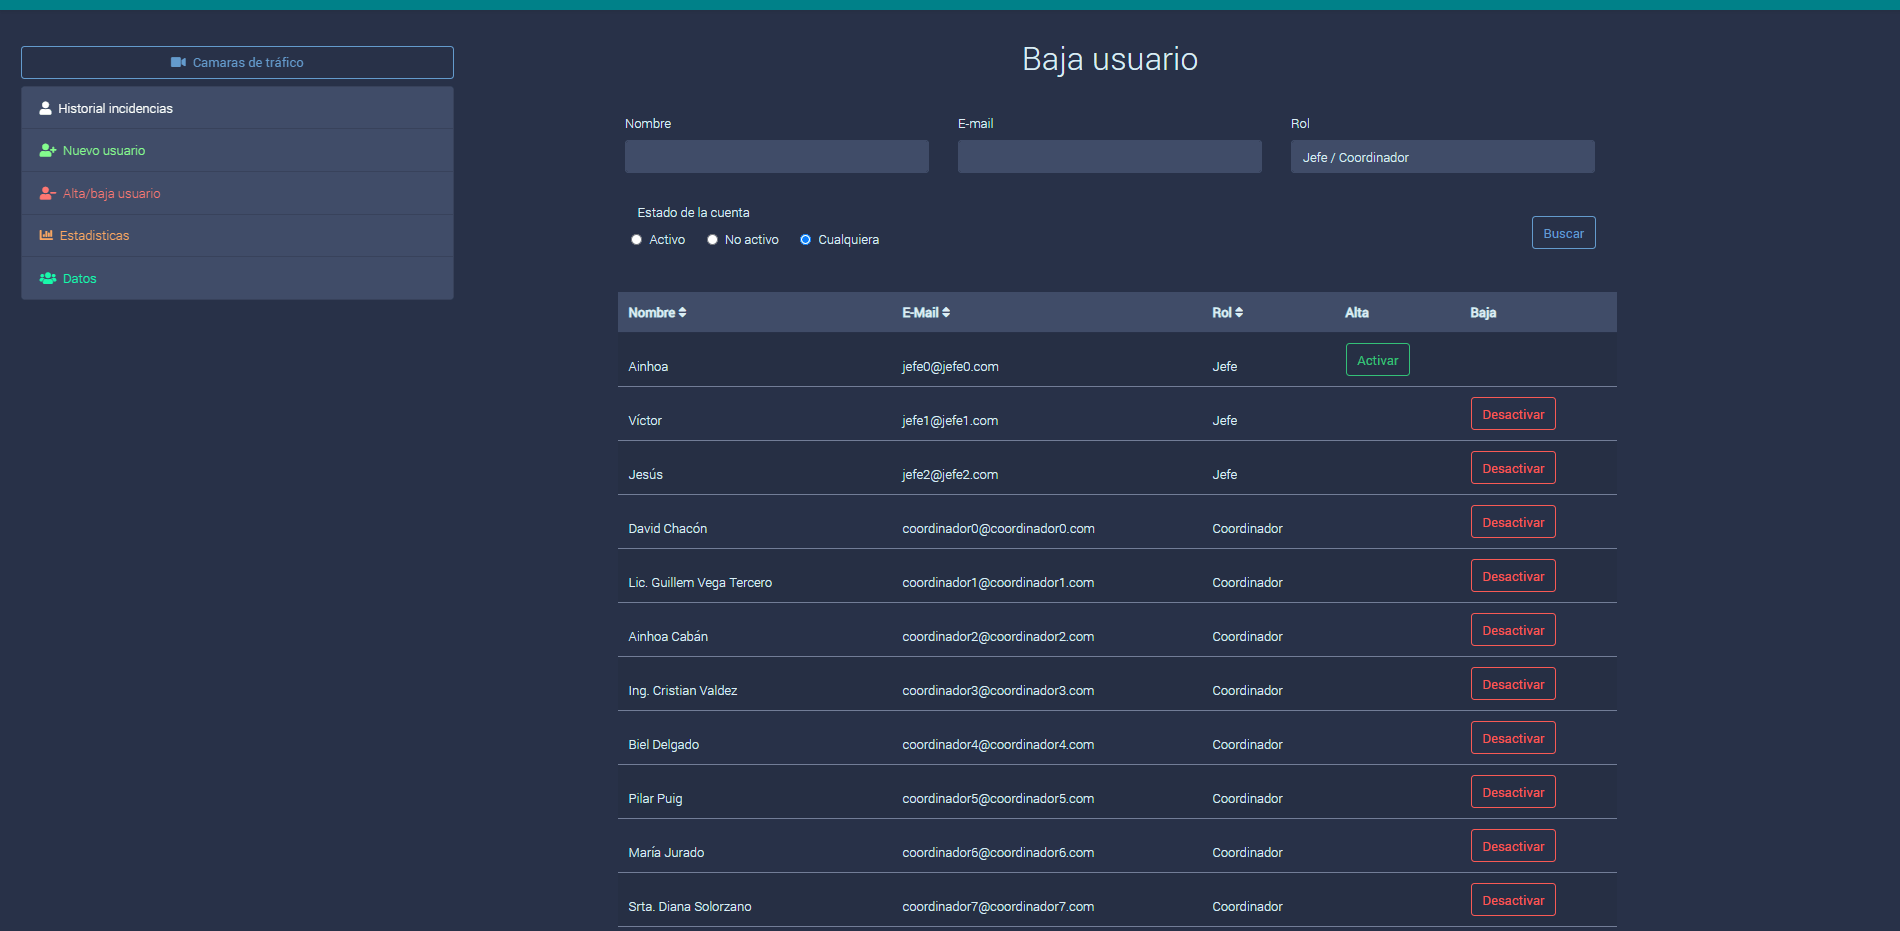 Camaras de tráfico
Historial incidencias
Nuevo usuario
Alta/baja usuario
Estadisticas
Datos
Baja usuario
Nombre E-mail Rol
Jefe / Coordinador
Estado de la cuenta
Activo No activo Cualquiera
Buscar
Nombre E-Mail Rol Alta Baja
Ainhoa jefe0@jefe0.com Jefe Activar
Víctor jefe1@jefe1.com Jefe Desactivar
Jesús jefe2@jefe2.com Jefe Desactivar
David Chacón coordinador0@coordinador0.com Coordinador Desactivar
Lic. Guillem Vega Tercero coordinador1@coordinador1.com Coordinador Desactivar
Ainhoa Cabán coordinador2@coordinador2.com Coordinador Desactivar
Ing. Cristian Valdez coordinador3@coordinador3.com Coordinador Desactivar
Biel Delgado coordinador4@coordinador4.com Coordinador Desactivar
Pilar Puig coordinador5@coordinador5.com Coordinador Desactivar
María Jurado coordinador6@coordinador6.com Coordinador Desactivar
Srta. Diana Solorzano coordinador7@coordinador7.com Coordinador Desactivar